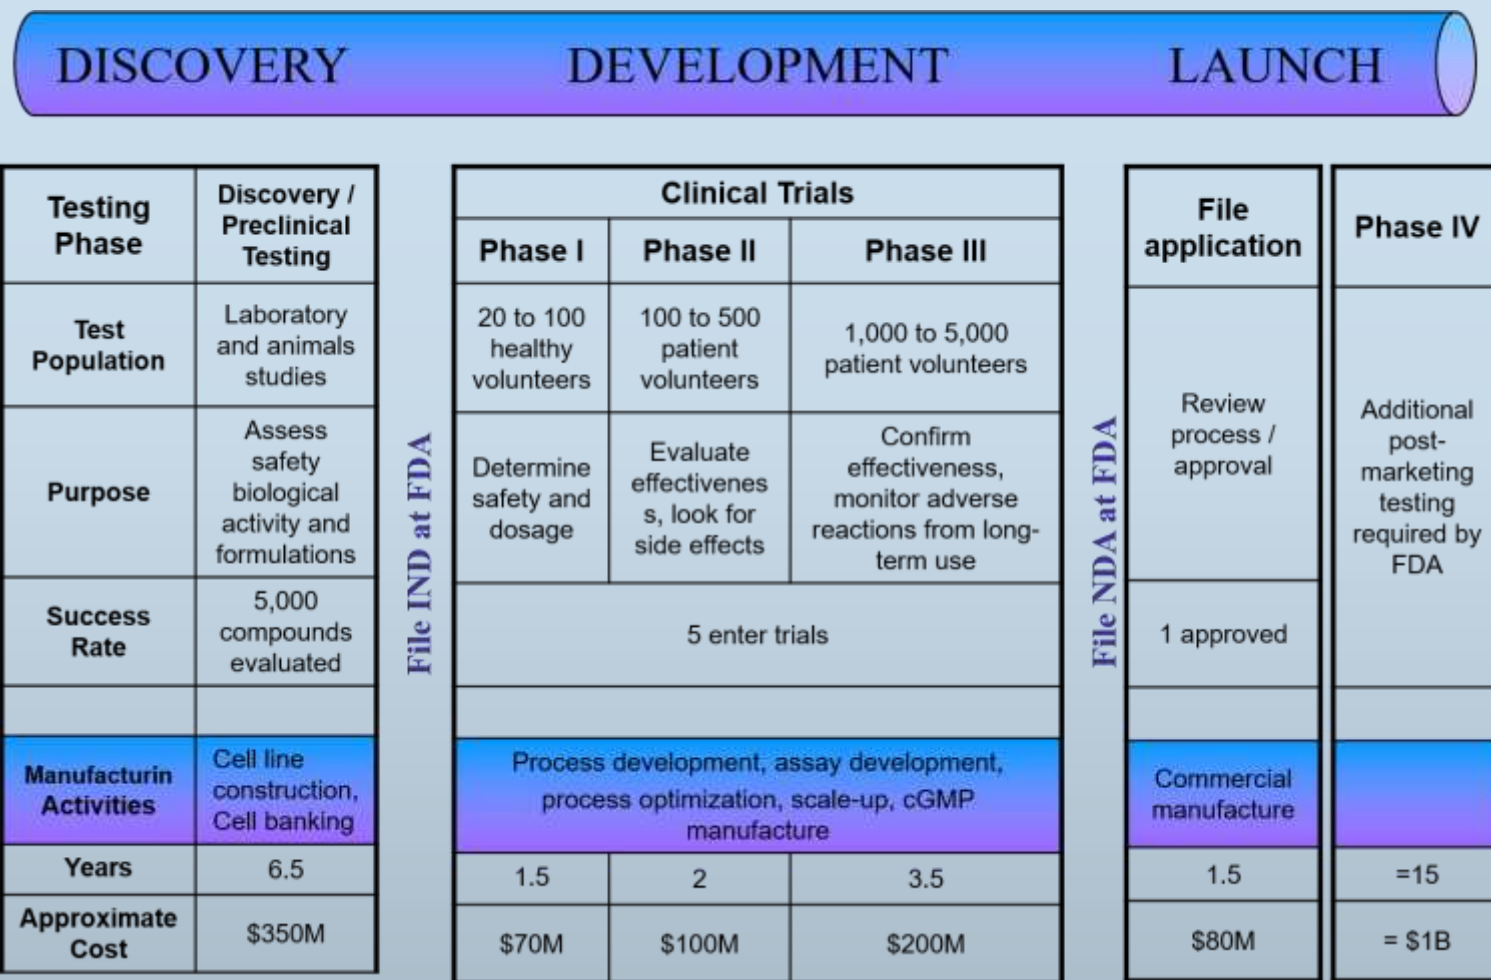 DISCOVERY DEVELOPMENT LAUNCH
Testing
Phase
Discovery /
Preclinical
Testing
Test
Population
Laboratory
and animals
studies
Purpose
Assess
safety
biological
activity and
formulations
Success
Rate
5,000
compounds
evaluated
Manufacturin
Activities
Cell line
construction,
Cell banking
Years
6.5
Approximate
Cost
$350M
File IND at FDA
Clinical Trials
Phase I
Phase II
Phase III
20 to 100
healthy
volunteers
100 to 500
patient
volunteers
1,000 to 5,000
patient volunteers
Determine
safety and
dosage
Evaluate
effectivenes
s, look for
side effects
Confirm
effectiveness,
monitor adverse
reactions from long-
term use
5 enter trials
Process development, assay development,
process optimization, scale-up, cGMP
manufacture
1.5
2
3.5
$70M
$100M
$200M
File NDA at FDA
File
application
Review
process /
approval
1 approved
Commercial
manufacture
1.5
$80M
Phase IV
Additional
post-
marketing
testing
required by
FDA
=15
= $1B